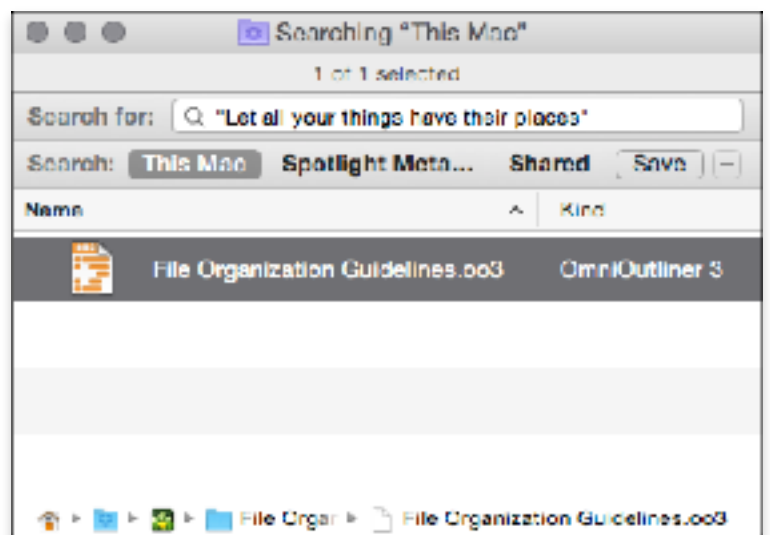 Searching "This Mac"
1 of 1 selected
Search for: "Let all your things have their places"
Search: This Mac Spotlight Meta... Shared Save
Name Kind
File Organization Guidelines.oo3 OmniOutliner 3
File Organ File Organization Guidelines.oo3